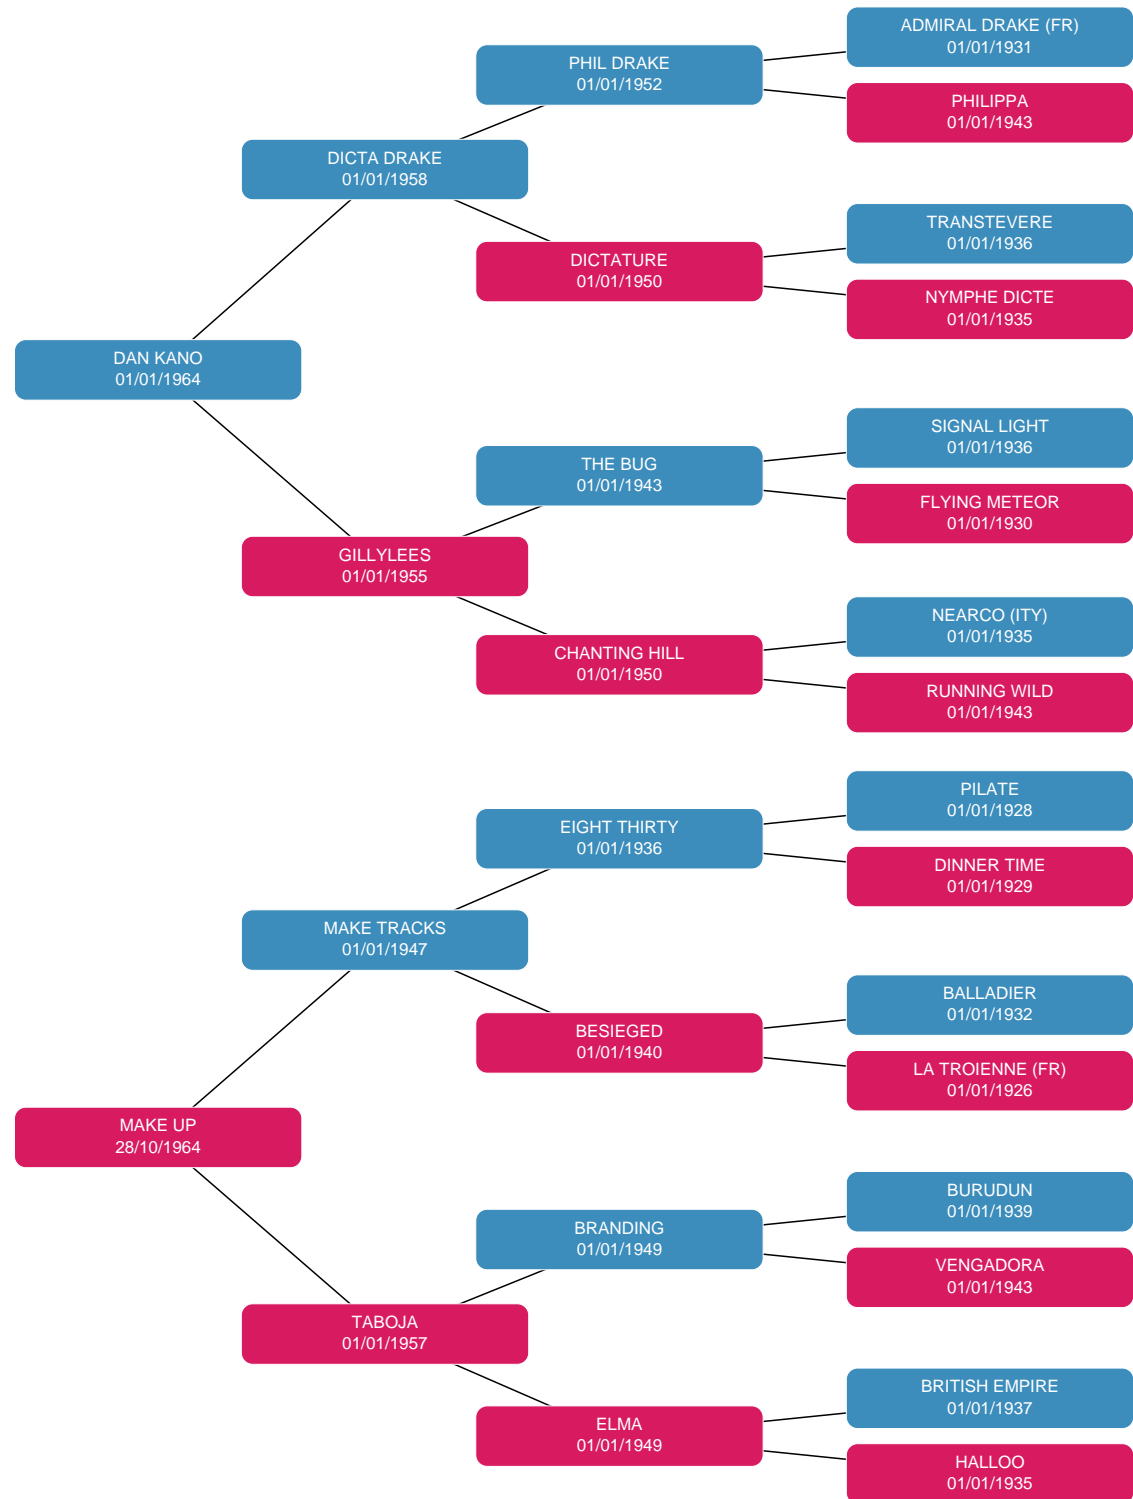 ADMIRAL DRAKE (FR)
01/01/1931
PHIL DRAKE
01/01/1952
PHILIPPA
01/01/1943
DICTA DRAKE
01/01/1958
TRANSTEVERE
01/01/1936
DICTATURE
01/01/1950
NYMPHE DICTE
01/01/1935
DAN KANO
01/01/1964
SIGNAL LIGHT
01/01/1936
THE BUG
01/01/1943
FLYING METEOR
01/01/1930
GILLYLEES
01/01/1955
NEARCO (ITY)
01/01/1935
CHANTING HILL
01/01/1950
RUNNING WILD
01/01/1943
PILATE
01/01/1928
EIGHT THIRTY
01/01/1936
DINNER TIME
01/01/1929
MAKE TRACKS
01/01/1947
BALLADIER
01/01/1932
BESIEGED
01/01/1940
LA TROIENNE (FR)
01/01/1926
MAKE UP
28/10/1964
BURUDUN
01/01/1939
BRANDING
01/01/1949
VENGADORA
01/01/1943
TABOJA
01/01/1957
BRITISH EMPIRE
01/01/1937
ELMA
01/01/1949
HALLOO
01/01/1935